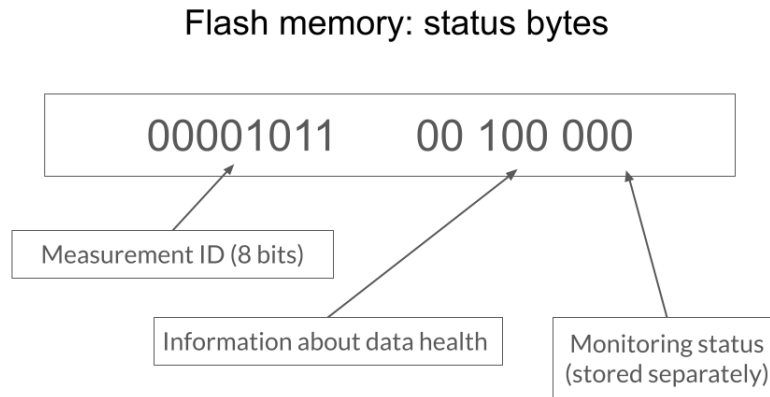 Flash memory: status bytes
00001011 00 100 000
Measurement ID (8 bits)
Information about data health
Monitoring status
(stored separately)